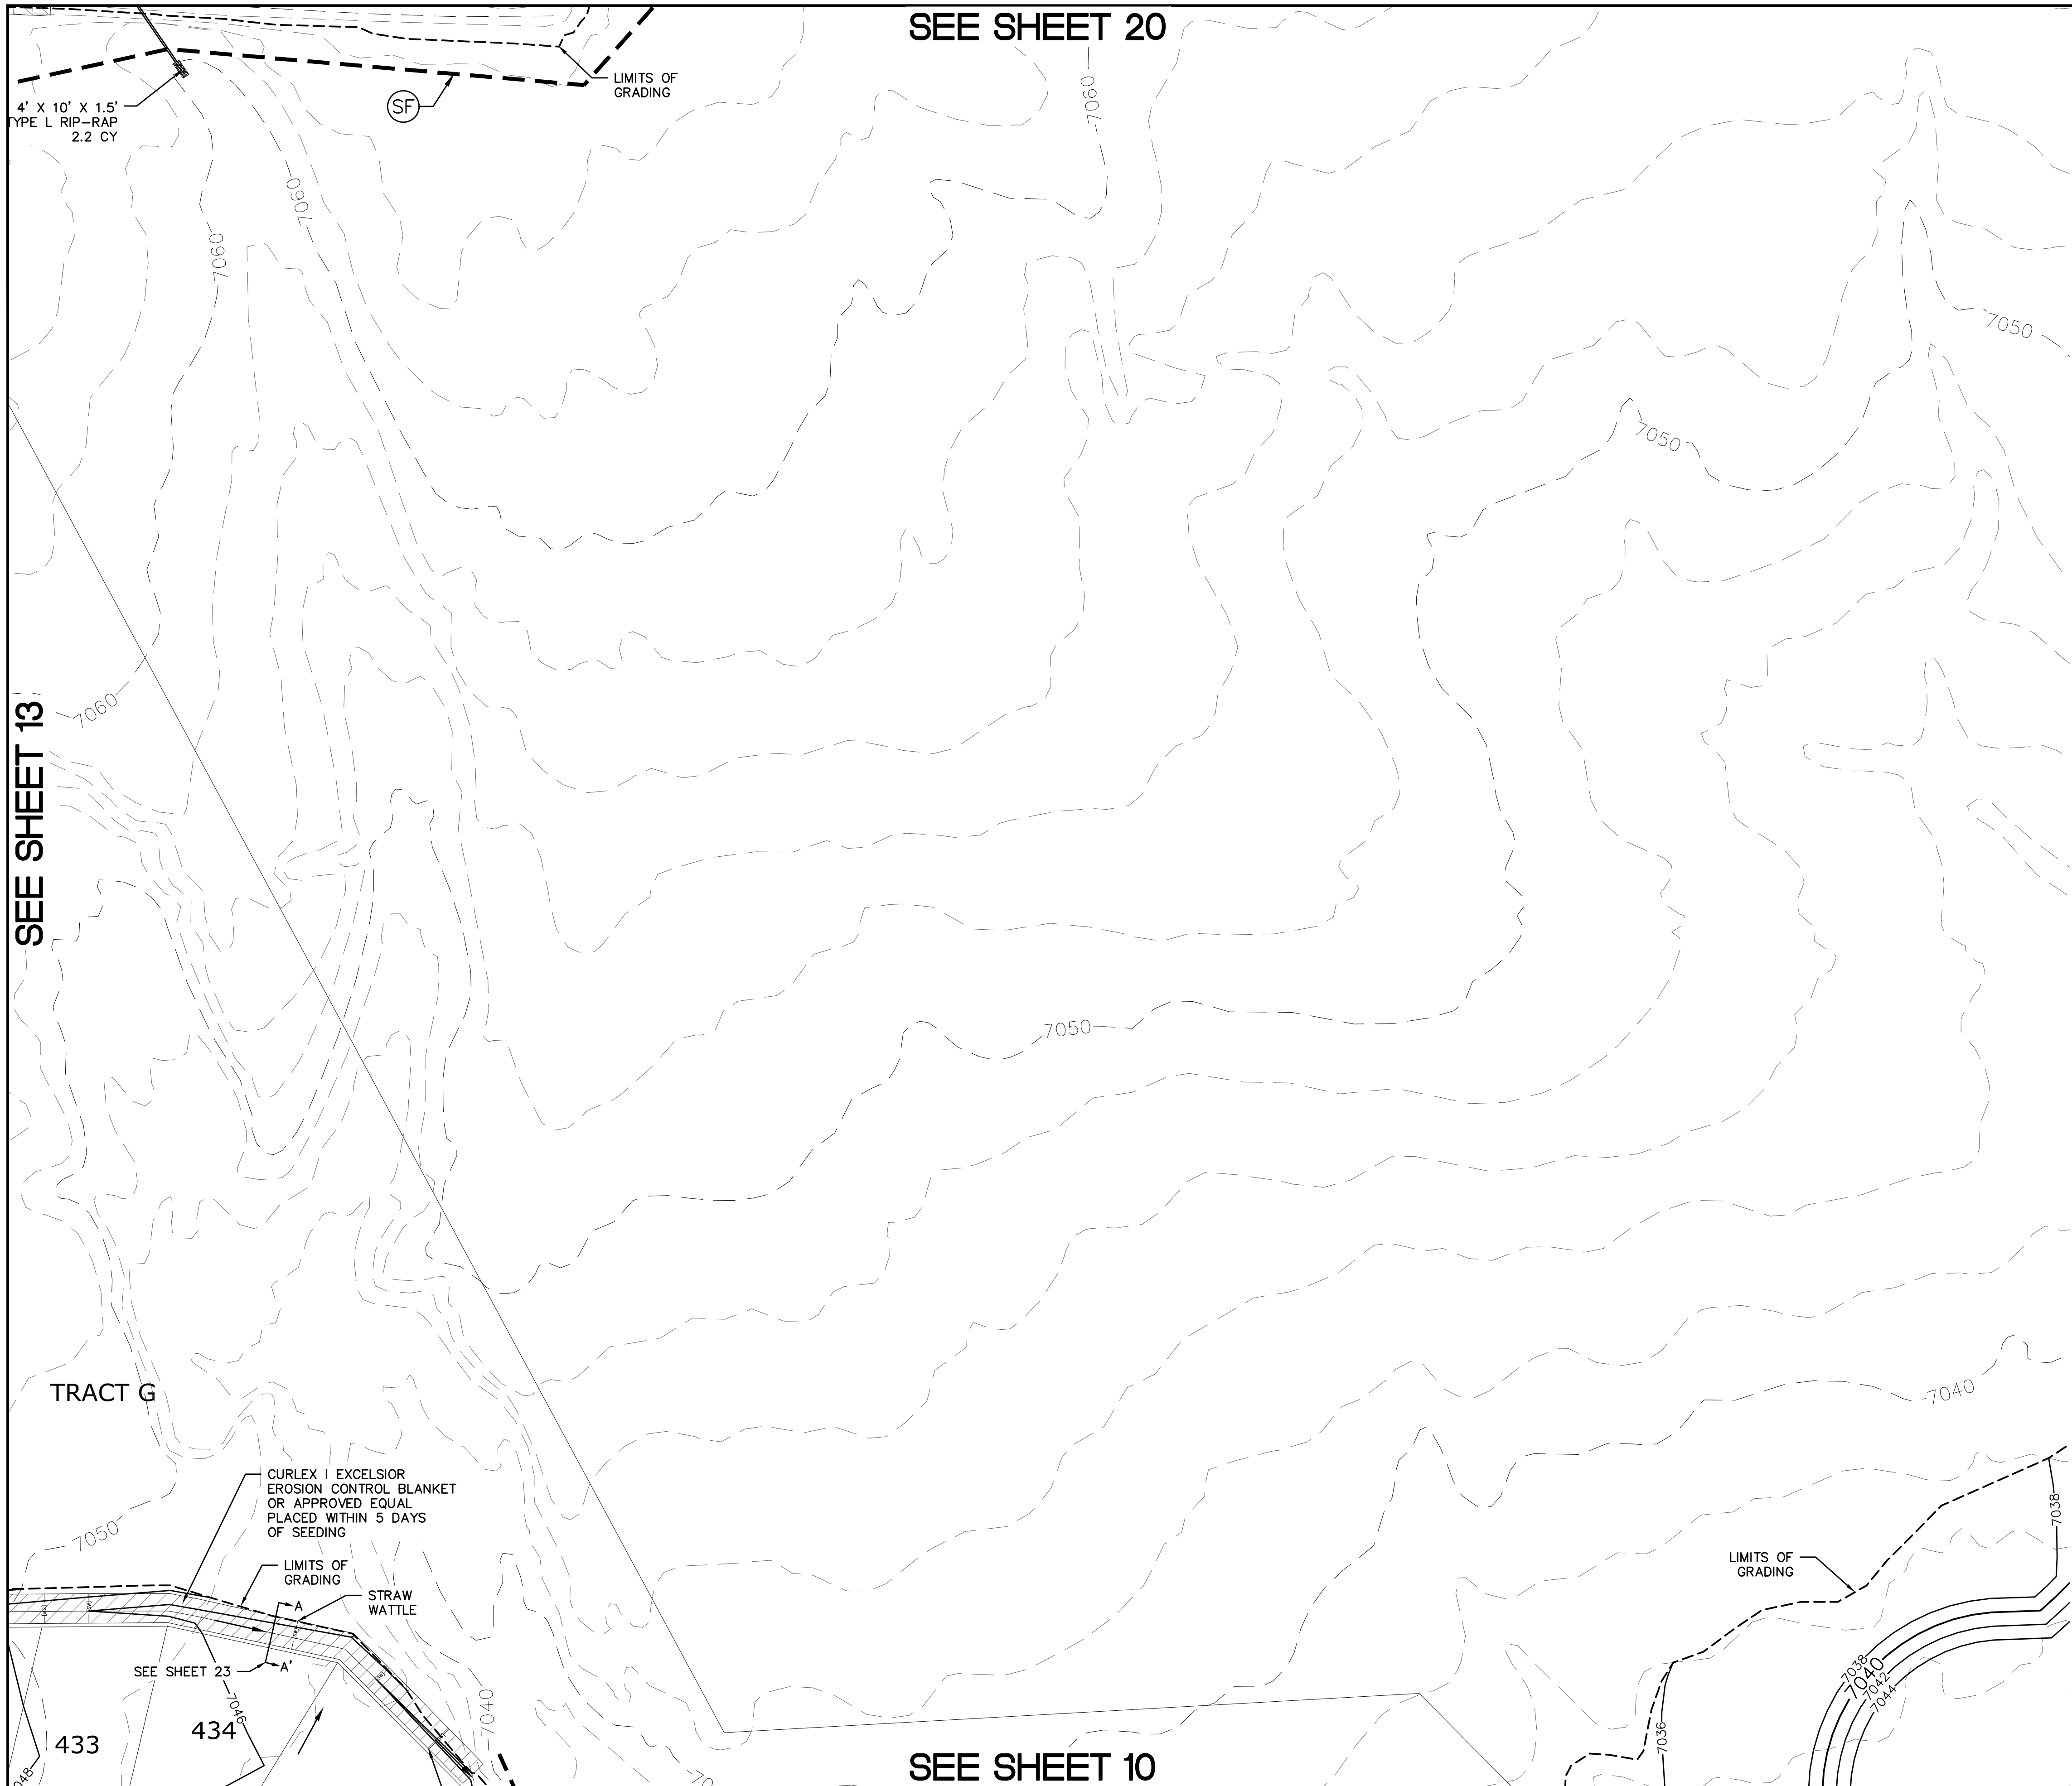 SEE SHEET 20
LIMITS OF
GRADING
SF
4' X 10' X 1.5'
TYPE L RIP-RAP
2.2 CY
7060
7060
7060
7050
7050
7060
SEE SHEET 13
7050
7040
TRACT G
CURLEX I EXCELSIOR
EROSION CONTROL BLANKET
OR APPROVED EQUAL
PLACED WITHIN 5 DAYS
OF SEEDING
7050
LIMITS OF
GRADING
STRAW
WATTLE
A
A'
SEE SHEET 23
7046
433
434
7040
LIMITS OF
GRADING
7038
7038
7040
7042
7044
7036
SEE SHEET 10